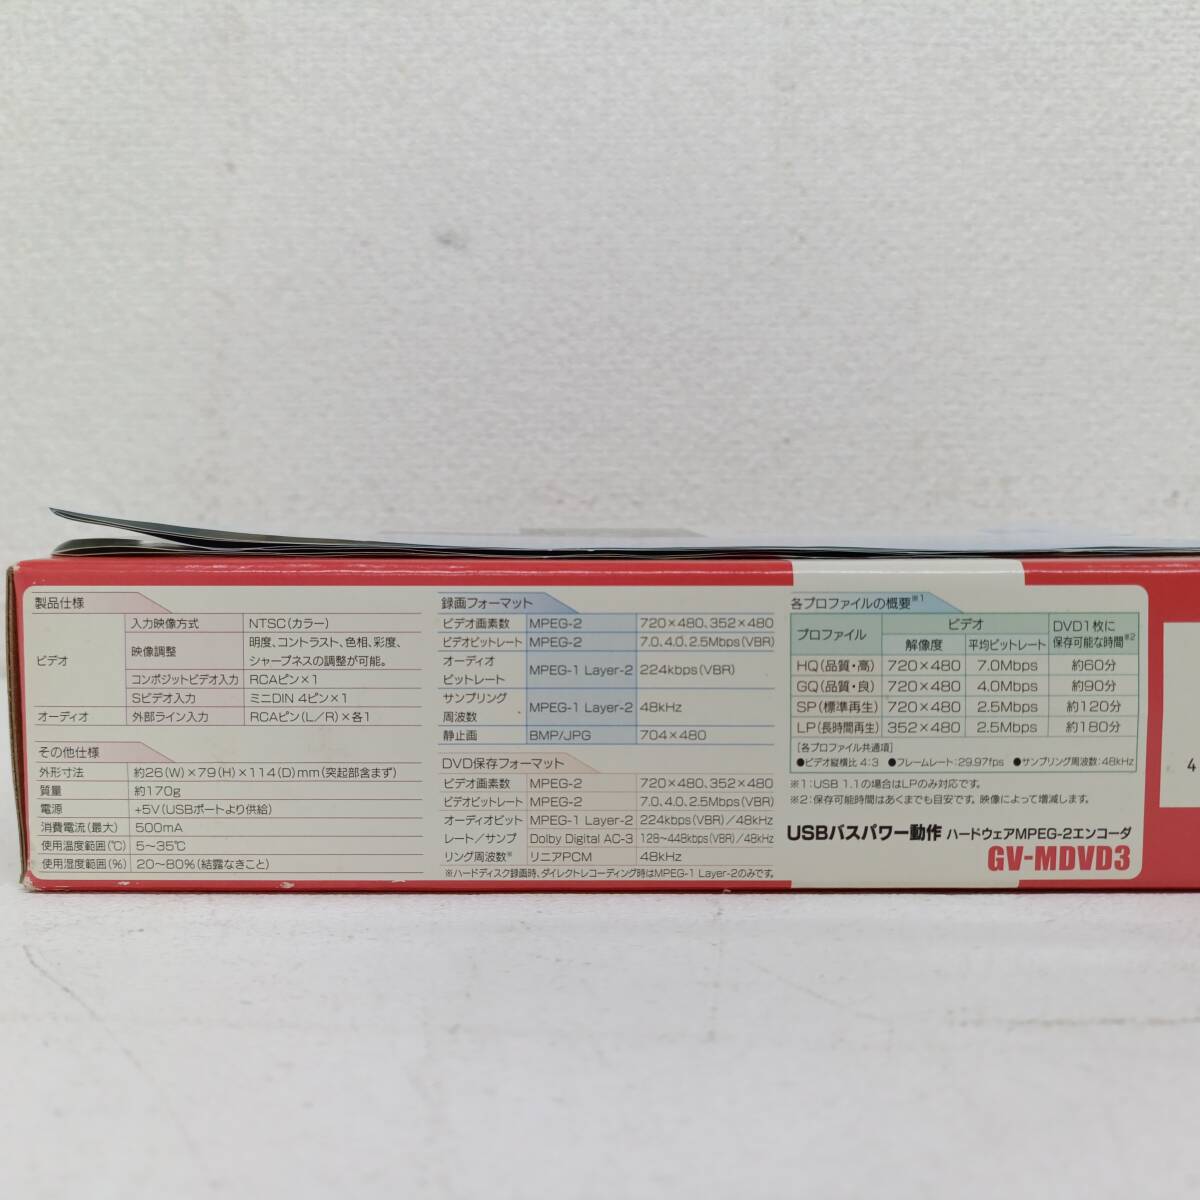 製品仕様
ビデオ
入力映像方式 NTSC(カラー)
映像調整 明度、コントラスト、色相、彩度、
シャープネスの調整が可能。
コンポジットビデオ入力 RCAピン×1
Sビデオ入力 ミニDIN 4ピン×1
オーディオ 外部ライン入力 RCAピン(L/R)×各1
その他仕様
外形寸法 約26(W)×79(H)×114(D)mm(突起部含まず)
質量 約170g
電源 +5V(USBポートより供給)
消費電流(最大) 500mA
使用温度範囲(℃) 5~35℃
使用湿度範囲(%) 20~80%(結露なきこと)
録画フォーマット
ビデオ画素数 MPEG-2 720×480、352×480
ビデオビットレート MPEG-2 7.0、4.0、2.5Mbps(VBR)
オーディオ
ビットレート MPEG-1 Layer-2 224kbps(VBR)
サンプリング
周波数 MPEG-1 Layer-2 48kHz
静止画 BMP/JPG 704×480
DVD保存フォーマット
ビデオ画素数 MPEG-2 720×480、352×480
ビデオビットレート MPEG-2 7.0、4.0、2.5Mbps(VBR)
オーディオビット MPEG-1 Layer-2 224kbps(VBR)/48kHz
レート/サンプ Dolby Digital AC-3 128~448kbps(VBR)/48kHz
リング周波数※ リニアPCM 48kHz
※ハードディスク録画時、ダイレクトレコーディング時はMPEG-1 Layer-2のみです。
各プロファイルの概要※1
プロファイル ビデオ DVD1枚に
解像度 平均ビットレート 保存可能な時間※2
HQ(品質・高) 720×480 7.0Mbps 約60分
GQ(品質・良) 720×480 4.0Mbps 約90分
SP(標準再生) 720×480 2.5Mbps 約120分
LP(長時間再生) 352×480 2.5Mbps 約180分
[各プロファイル共通項]
●ビデオ縦横比 4:3 ●フレームレート:29.97fps ●サンプリング周波数:48kHz
※1:USB 1.1の場合はLPのみ対応です。
※2:保存可能時間はあくまでも目安です。映像によって増減します。
USBバスパワー動作 ハードウェアMPEG-2エンコーダ
GV-MDVD3
4